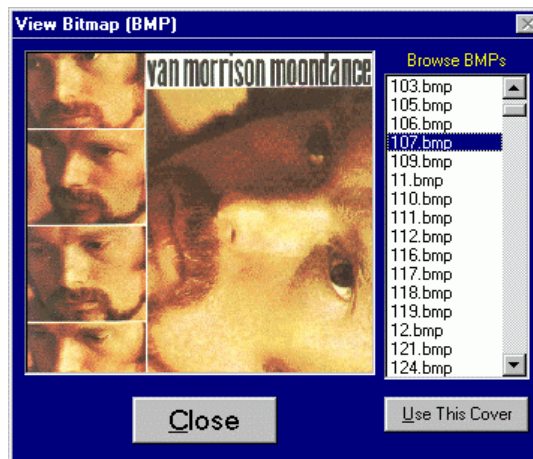 View Bitmap (BMP)
van morrison moondance
Browse BMPs
103.bmp
105.bmp
106.bmp
107.bmp
109.bmp
11.bmp
110.bmp
111.bmp
112.bmp
116.bmp
117.bmp
118.bmp
119.bmp
12.bmp
121.bmp
124.bmp
Close
Use This Cover